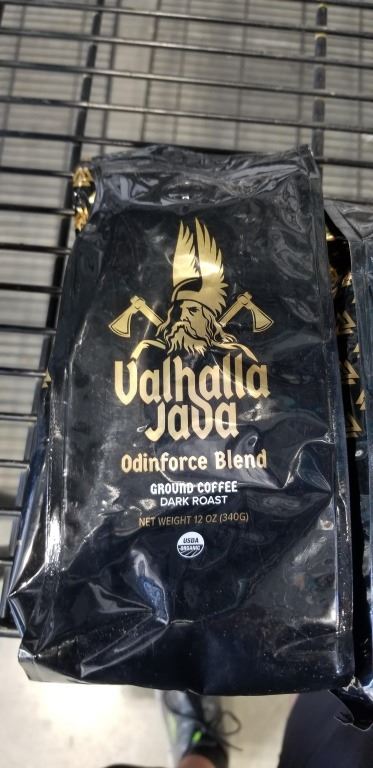 Valhalla
Java
Odinforce Blend
GROUND COFFEE
DARK ROAST
NET WEIGHT 12 OZ (340G)
USDA
ORGANIC